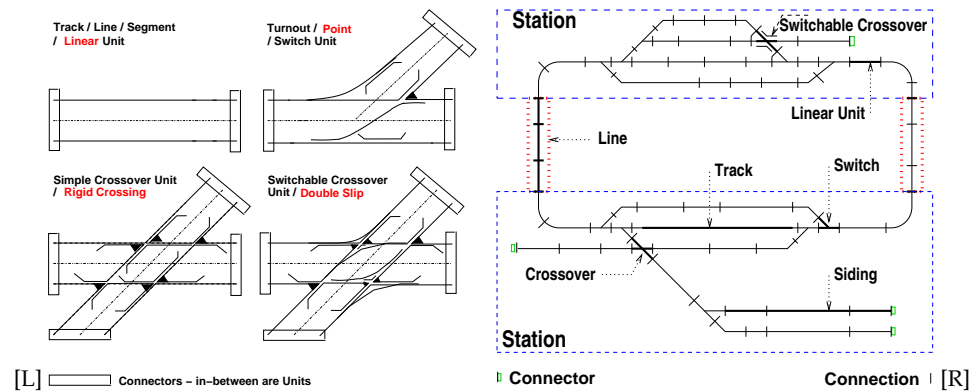 Track / Line / Segment
/ Linear Unit
Turnout / Point
/ Switch Unit
Simple Crossover Unit
/ Rigid Crossing
Switchable Crossover
Unit / Double Slip
[L]
Connectors − in−between are Units
Station
Switchable Crossover
Linear Unit
Line
Track
Switch
Crossover
Siding
Station
Connector
Connection
[R]